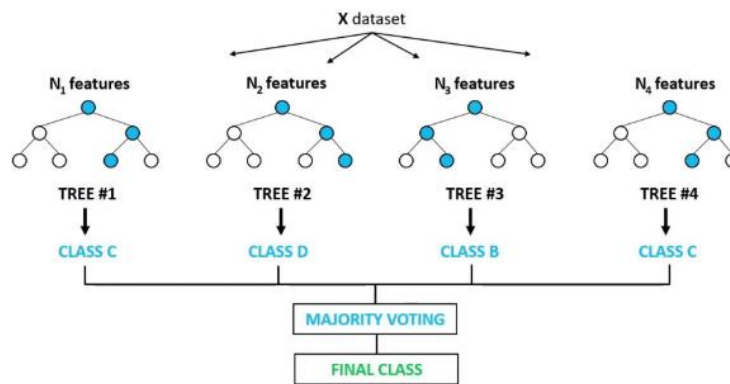 X dataset
N₁ features N₂ features N₃ features N₄ features
TREE #1 TREE #2 TREE #3 TREE #4
CLASS C CLASS D CLASS B CLASS C
MAJORITY VOTING
FINAL CLASS